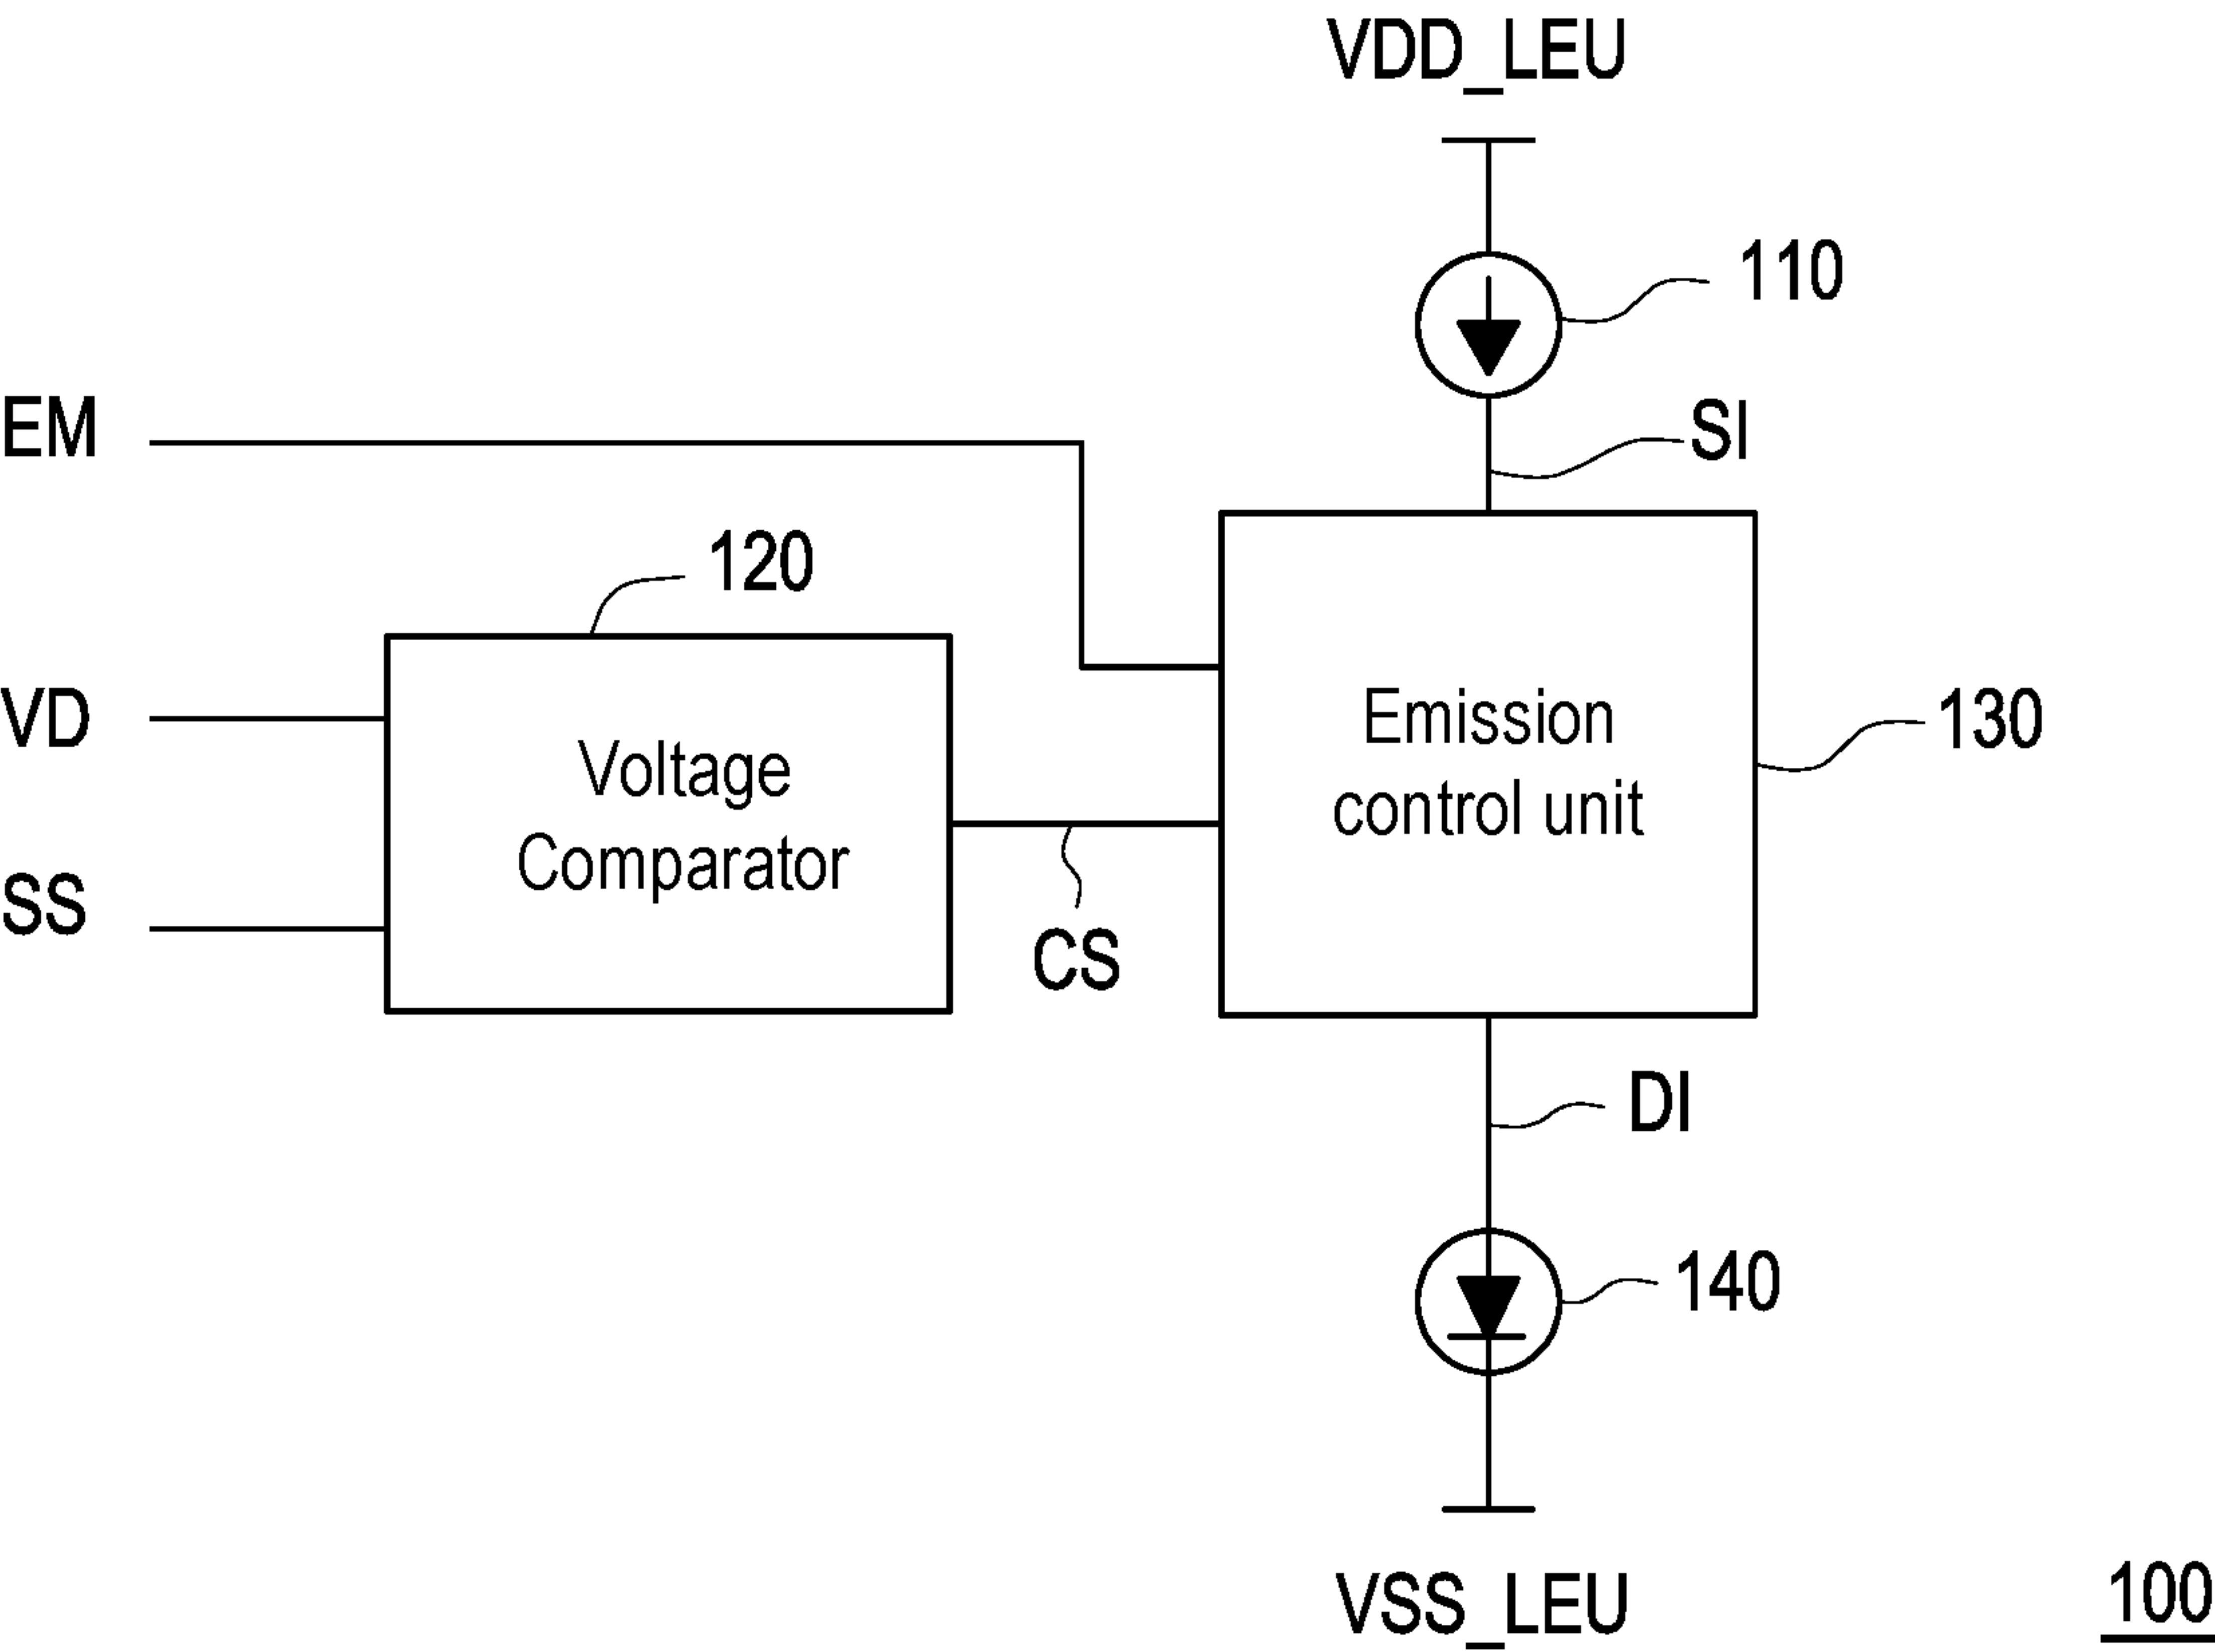 VDD_LEU
110
SI
EM
120
VD
SS
Voltage
Comparator
CS
Emission
control unit
130
DI
140
VSS_LEU
100